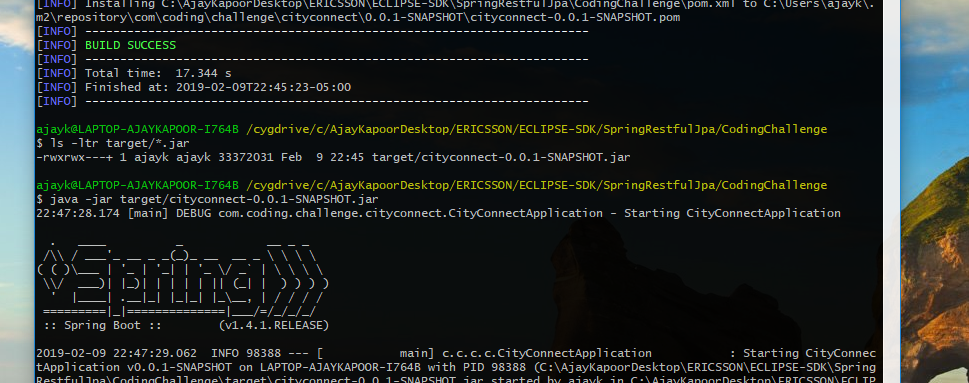 [INFO] Installing C:\AjayKapoorDesktop\ERICSSON\ECLIPSE-SDK\SpringRestfulJpa\CodingChallenge\pom.xml to C:\Users\ajayk\.
m2\repository\com\coding\challenge\cityconnect\0.0.1-SNAPSHOT\cityconnect-0.0.1-SNAPSHOT.pom
[INFO] ------------------------------------------------------------------------
[INFO] BUILD SUCCESS
[INFO] ------------------------------------------------------------------------
[INFO] Total time:  17.344 s
[INFO] Finished at: 2019-02-09T22:45:23-05:00
[INFO] ------------------------------------------------------------------------
ajayk@LAPTOP-AJAYKAPOOR-I764B /cygdrive/c/AjayKapoorDesktop/ERICSSON/ECLIPSE-SDK/SpringRestfulJpa/CodingChallenge
$ ls -ltr target/*.jar
-rwxrwx---+ 1 ajayk ajayk 33372031 Feb  9 22:45 target/cityconnect-0.0.1-SNAPSHOT.jar
ajayk@LAPTOP-AJAYKAPOOR-I764B /cygdrive/c/AjayKapoorDesktop/ERICSSON/ECLIPSE-SDK/SpringRestfulJpa/CodingChallenge
$ java -jar target/cityconnect-0.0.1-SNAPSHOT.jar
22:47:28.174 [main] DEBUG com.coding.challenge.cityconnect.CityConnectApplication - Starting CityConnectApplication
  .   ____          _            __ _ _
 /\\ / ___'_ __ _ _(_)_ __  __ _ \ \ \ \
( ( )\___ | '_ | '_| | '_ \/ _` | \ \ \ \
 \\/  ___)| |_)| | | | | || (_| |  ) ) ) )
  '  |____| .__|_| |_|_| |_\__, | / / / /
 =========|_|==============|___/=/_/_/_/
 :: Spring Boot ::        (v1.4.1.RELEASE)
2019-02-09 22:47:29.062  INFO 98388 --- [           main] c.c.c.c.CityConnectApplication           : Starting CityConnec
tApplication v0.0.1-SNAPSHOT on LAPTOP-AJAYKAPOOR-I764B with PID 98388 (C:\AjayKapoorDesktop\ERICSSON\ECLIPSE-SDK\Spring
RestfulJpa\CodingChallenge\target\cityconnect-0.0.1-SNAPSHOT.jar started by ajayk in C:\AjayKapoorDesktop\ERICSSON\ECLIP